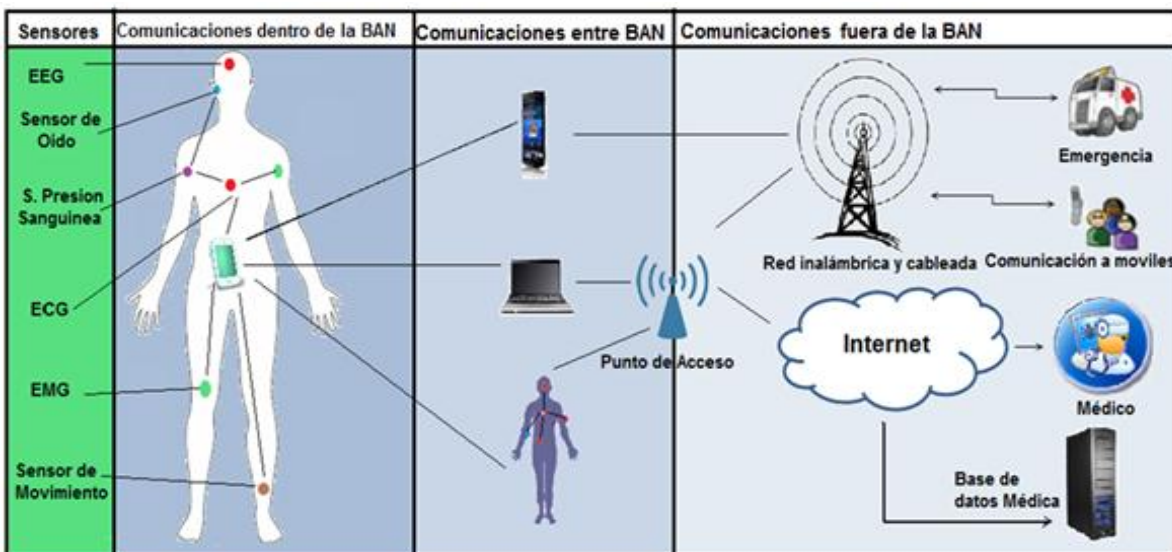 Sensores
Comunicaciones dentro de la BAN
Comunicaciones entre BAN
Comunicaciones fuera de la BAN
EEG
Sensor de
Oído
S. Presion
Sanguinea
ECG
EMG
Sensor de
Movimiento
Punto de Acceso
Red inalámbrica y cableada
Emergencia
Comunicación a moviles
Internet
Médico
Base de
datos Médica